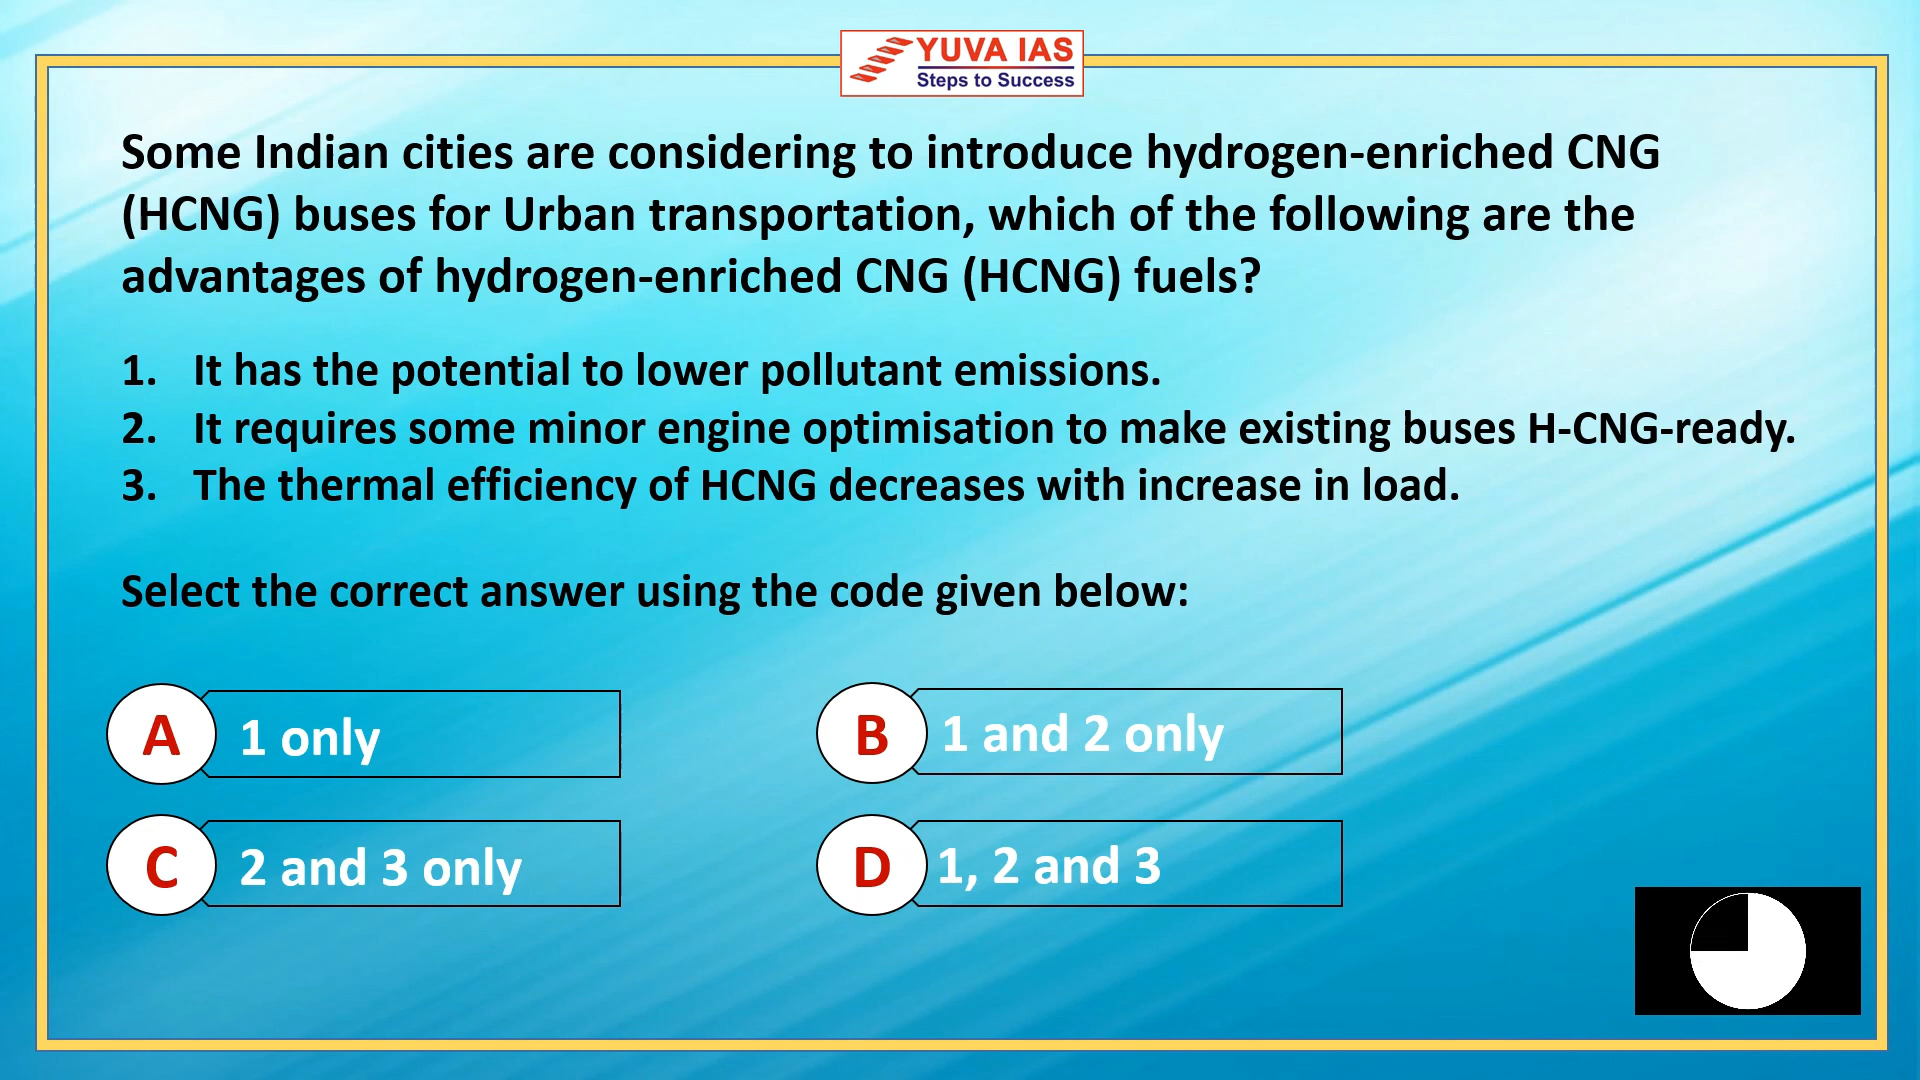 YUVA IAS
Steps to Success
Some Indian cities are considering to introduce hydrogen-enriched CNG
(HCNG) buses for Urban transportation, which of the following are the
advantages of hydrogen-enriched CNG (HCNG) fuels?
1. It has the potential to lower pollutant emissions.
2. It requires some minor engine optimisation to make existing buses H-CNG-ready.
3. The thermal efficiency of HCNG decreases with increase in load.
Select the correct answer using the code given below:
A 1 only
B 1 and 2 only
C 2 and 3 only
D 1, 2 and 3